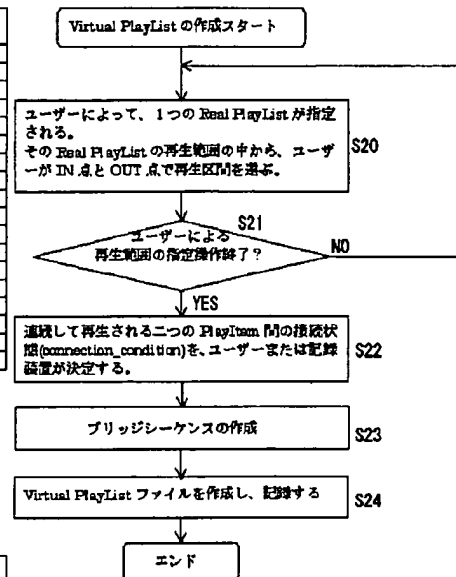 Virtual PlayList の作成スタート
ユーザーによって、1つの Real PlayList が指定
される。
その Real PlayList の再生範囲の中から、ユーザ
ーが IN 点と OUT 点で再生区間を選ぶ。
S20
S21
ユーザーによる
再生範囲の指定操作終了？
NO
YES
連続して再生される二つの PlayItem 間の接続状
態(connection_condition)を、ユーザーまたは記録
装置が決定する。
S22
ブリッジシーケンスの作成
S23
Virtual PlayList ファイルを作成し、記録する
S24
エンド